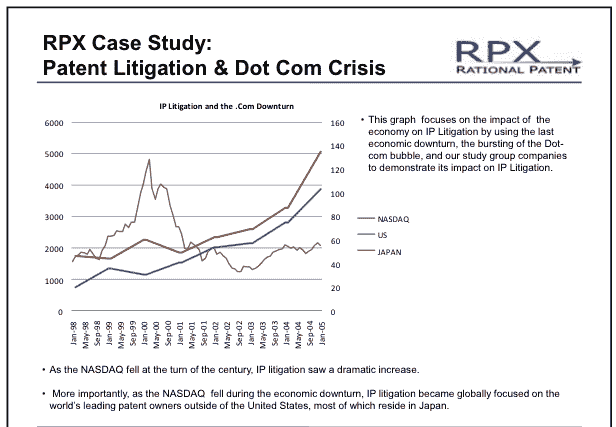 RPX Case Study:
Patent Litigation & Dot Com Crisis
RPX
RATIONAL PATENT
IP Litigation and the .Com Downturn
6000
5000
4000
3000
2000
1000
0
160
140
120
100
80
60
40
20
0
Jan-98
May-98
Sep-98
Jan-99
May-99
Sep-99
Jan-00
May-00
Sep-00
Jan-01
May-01
Sep-01
Jan-02
May-02
Sep-02
Jan-03
May-03
Sep-03
Jan-04
May-04
Sep-04
Jan-05
NASDAQ
US
JAPAN
• This graph focuses on the impact of the
economy on IP Litigation by using the last
economic downturn, the bursting of the Dot-
com bubble, and our study group companies
to demonstrate its impact on IP Litigation.
• As the NASDAQ fell at the turn of the century, IP litigation saw a dramatic increase.
• More importantly, as the NASDAQ fell during the economic downturn, IP litigation became globally focused on the
world's leading patent owners outside of the United States, most of which reside in Japan.